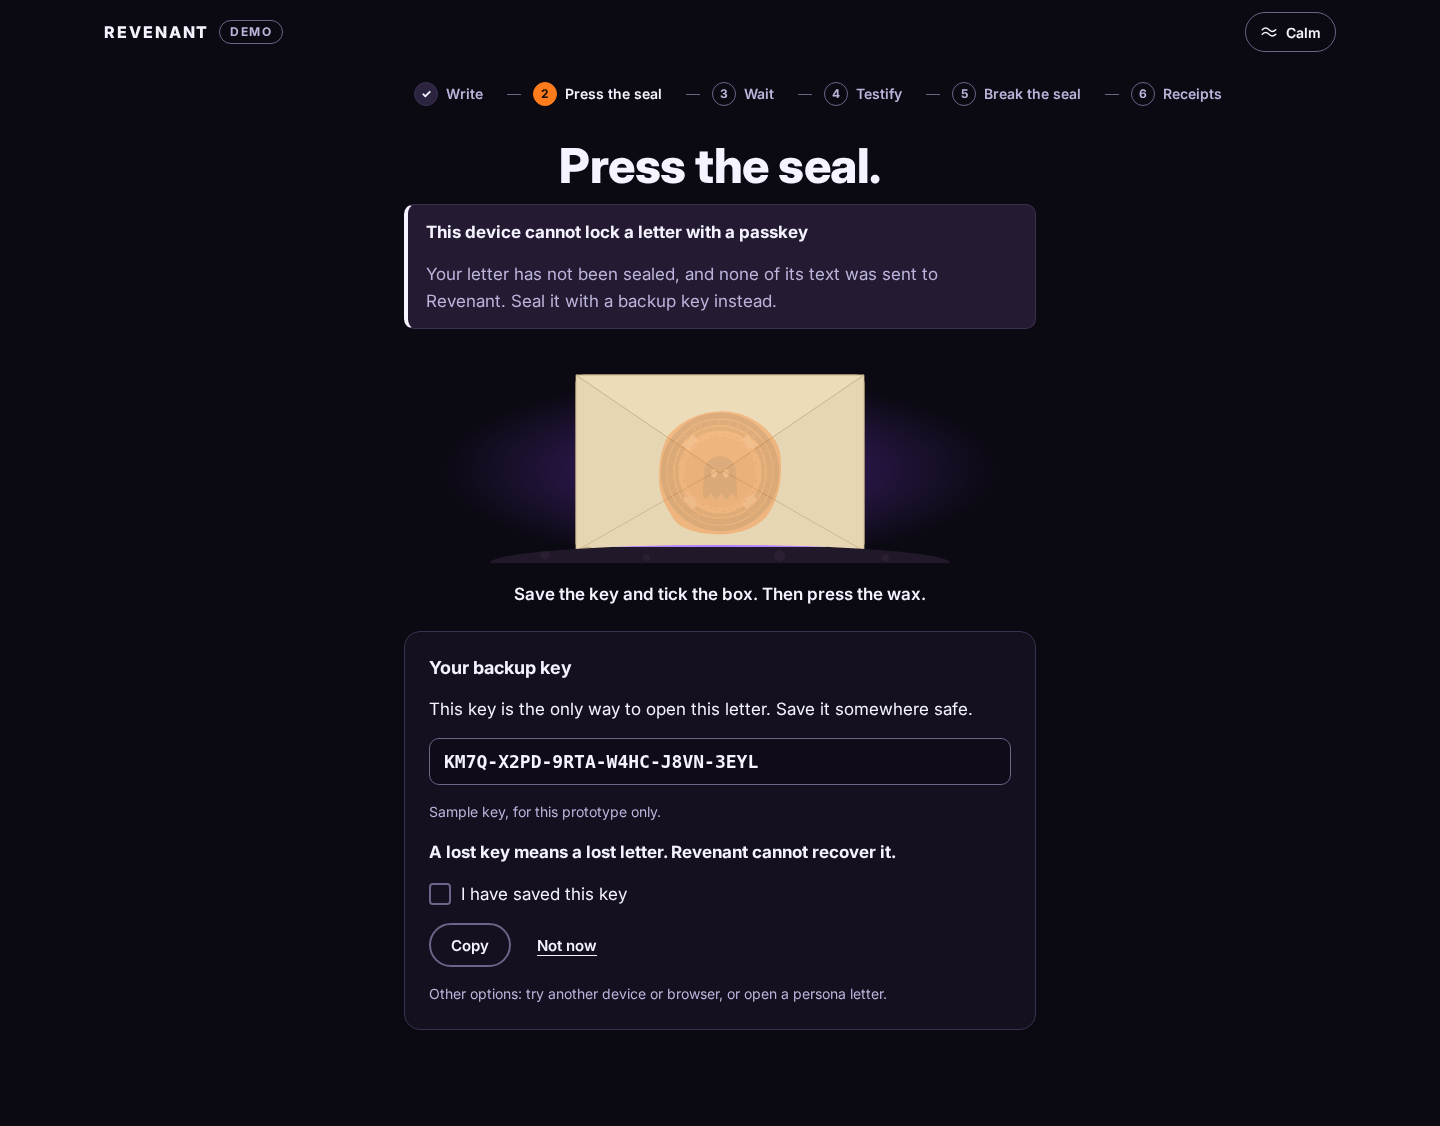 REVENANT DEMO
Calm
Write
2 Press the seal
3 Wait
4 Testify
5 Break the seal
6 Receipts
Press the seal.
This device cannot lock a letter with a passkey
Your letter has not been sealed, and none of its text was sent to
Revenant. Seal it with a backup key instead.
Save the key and tick the box. Then press the wax.
Your backup key
This key is the only way to open this letter. Save it somewhere safe.
KM7Q-X2PD-9RTA-W4HC-J8VN-3EYL
Sample key, for this prototype only.
A lost key means a lost letter. Revenant cannot recover it.
I have saved this key
Copy
Not now
Other options: try another device or browser, or open a persona letter.